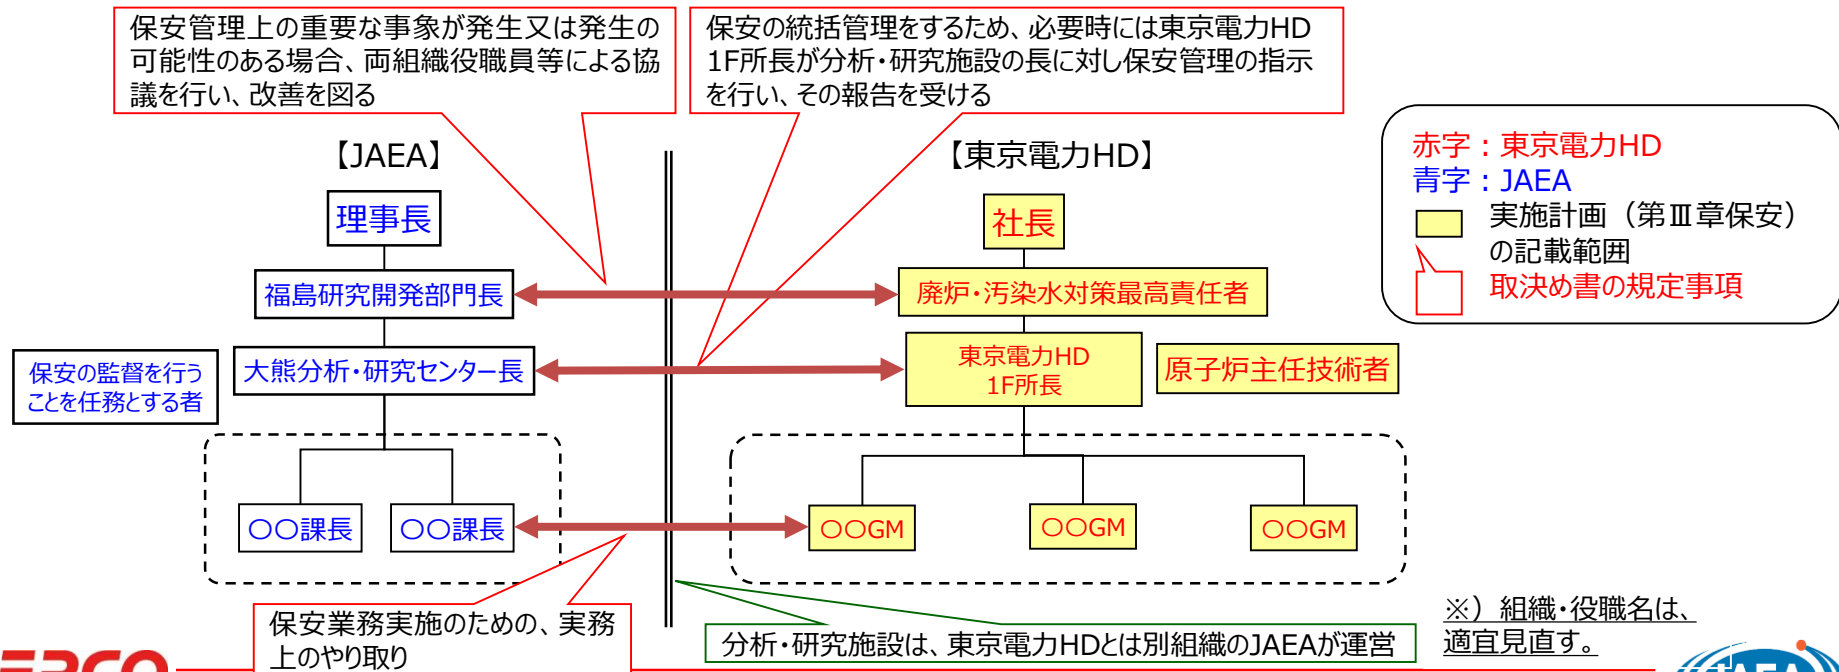 保安管理上の重要な事象が発生又は発生の
可能性のある場合、両組織役職員等による協
議を行い、改善を図る
保安の統括管理をするため、必要時には東京電力HD
1F所長が分析・研究施設の長に対し保安管理の指示
を行い、その報告を受ける
【JAEA】
【東京電力HD】
赤字：東京電力HD
青字：JAEA
実施計画（第Ⅲ章保安）
の記載範囲
取決め書の規定事項
理事長
社長
福島研究開発部門長
廃炉・汚染水対策最高責任者
保安の監督を行う
ことを任務とする者
大熊分析・研究センター長
東京電力HD
1F所長
原子炉主任技術者
〇〇課長
〇〇課長
〇〇GM
〇〇GM
〇〇GM
保安業務実施のための、実務
上のやり取り
分析・研究施設は、東京電力HDとは別組織のJAEAが運営
※）組織・役職名は、
適宜見直す。